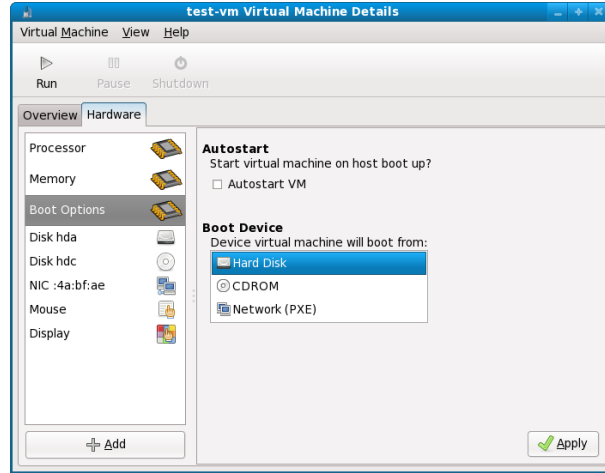 test-vm Virtual Machine Details
Virtual Machine View Help
Run Pause Shutdown
Overview Hardware
Processor
Memory
Boot Options
Disk hda
Disk hdc
NIC :4a:bf:ae
Mouse
Display
Add
Autostart
Start virtual machine on host boot up?
Autostart VM
Boot Device
Device virtual machine will boot from:
Hard Disk
CDROM
Network (PXE)
Apply